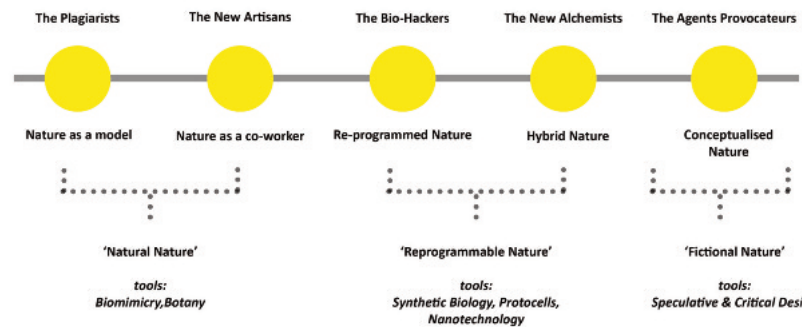 The Plagiarists
The New Artisans
The Bio-Hackers
The New Alchemists
The Agents Provocateurs
Nature as a model
Nature as a co-worker
Re-programmed Nature
Hybrid Nature
Conceptualised
Nature
‘Natural Nature’
‘Reprogrammable Nature’
‘Fictional Nature’
tools:
Biomimicry,Botany
tools:
Synthetic Biology, Protocells,
Nanotechnology
tools:
Speculative & Critical Desi